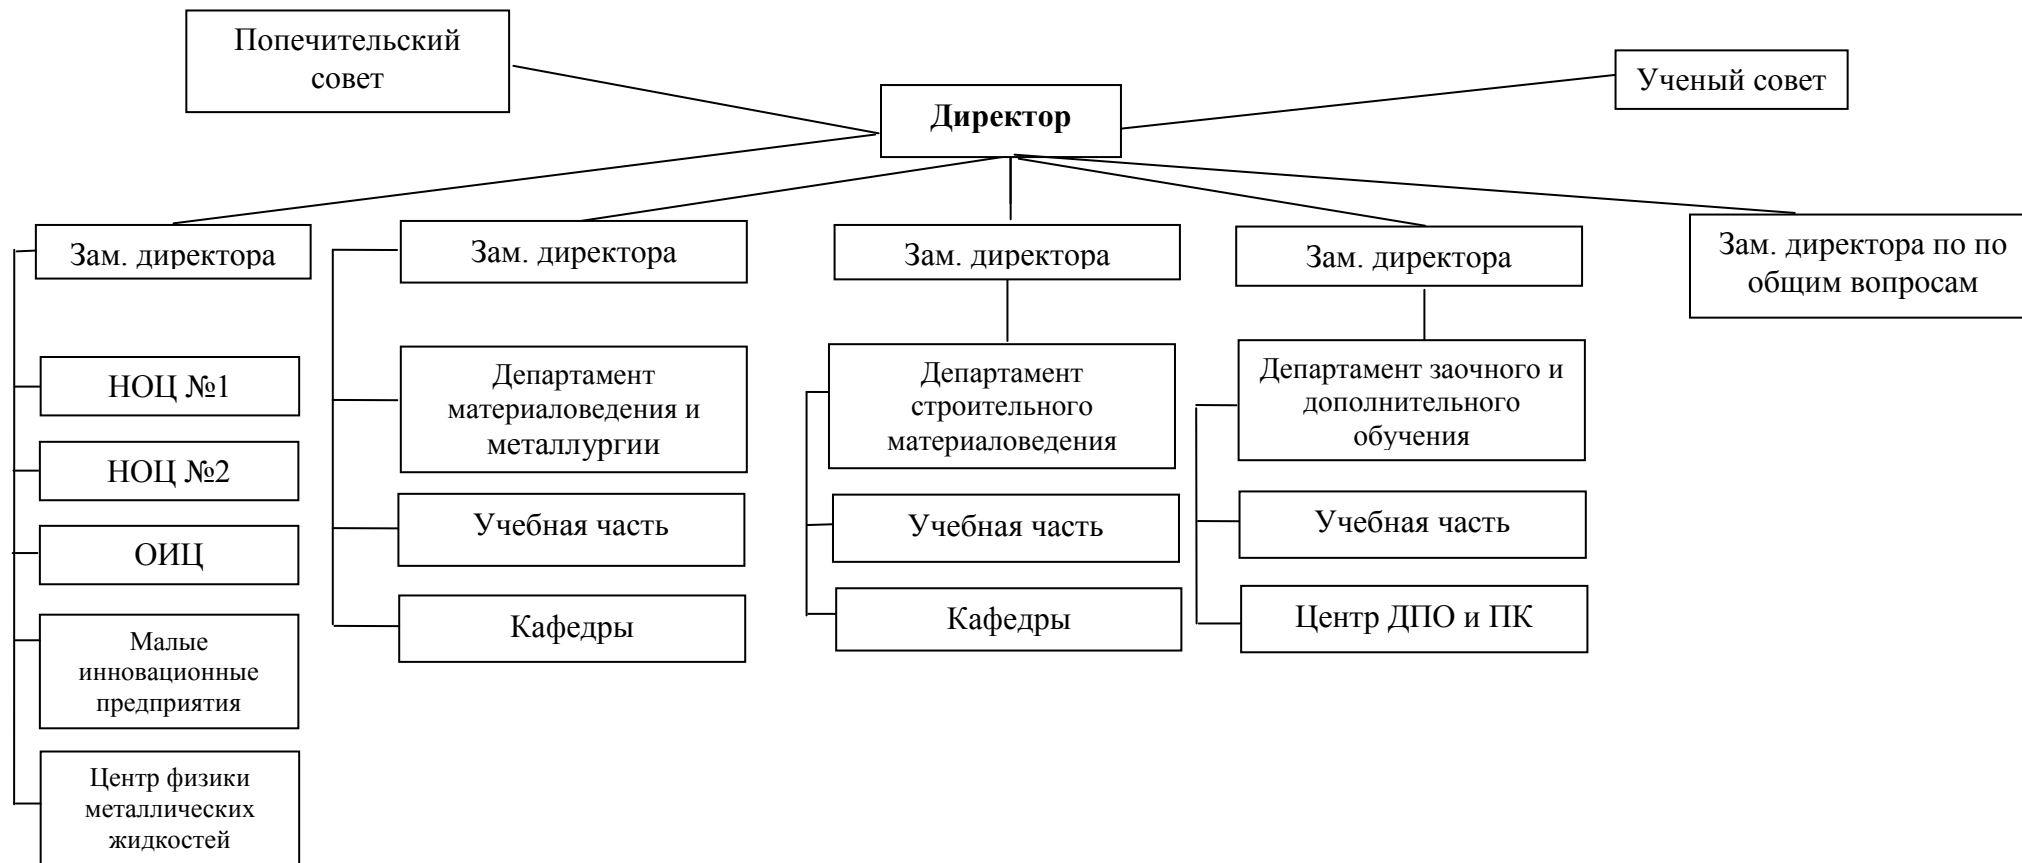 Попечительский
совет
Ученый совет
Директор
Зам. директора
Зам. директора
Зам. директора
Зам. директора
Зам. директора по по
общим вопросам
НОЦ №1
НОЦ №2
ОИЦ
Малые
инновационные
предприятия
Центр физики
металлических
жидкостей
Департамент
материаловедения и
металлургии
Учебная часть
Кафедры
Департамент
строительного
материаловедения
Учебная часть
Кафедры
Департамент заочного и
дополнительного
обучения
Учебная часть
Центр ДПО и ПК